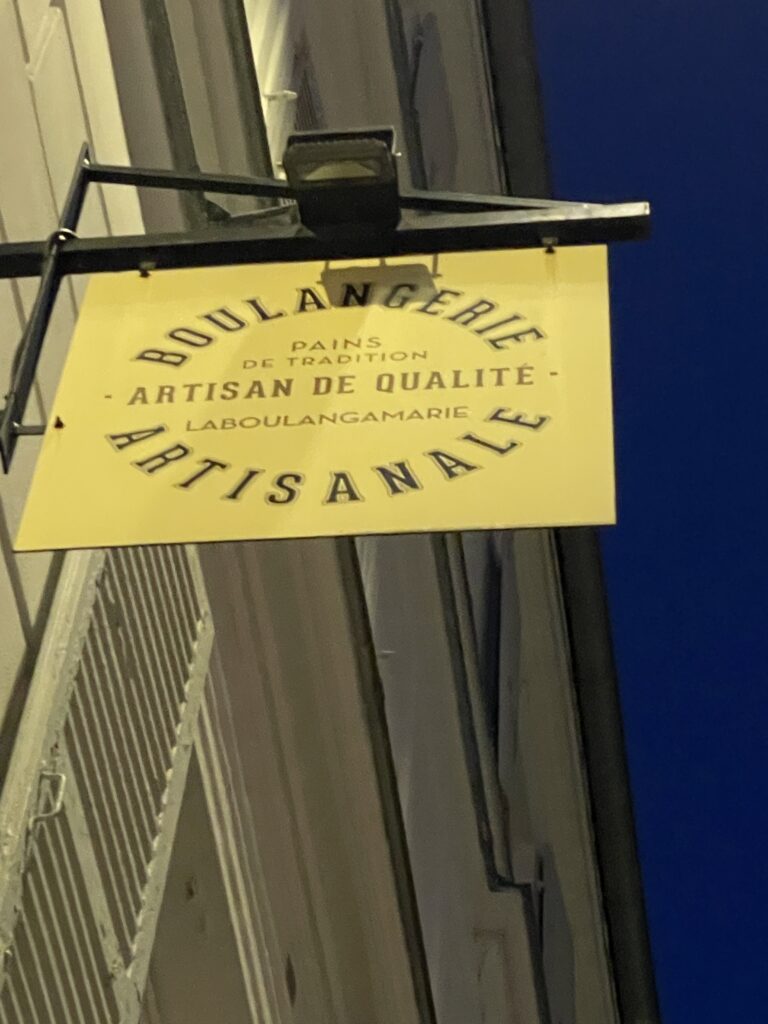 BOULANGERIE
PAINS
DE TRADITION
- ARTISAN DE QUALITÉ -
LABOULANGAMARIE
ARTISANALE